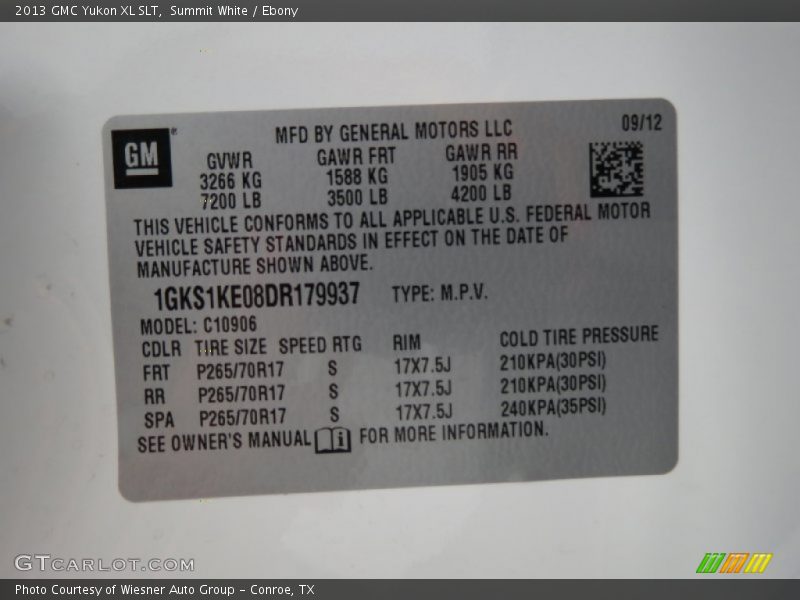 2013 GMC Yukon XL SLT,  Summit White / Ebony
GM®
MFD BY GENERAL MOTORS LLC
09/12
GVWR GAWR FRT GAWR RR
3266 KG 1588 KG 1905 KG
7200 LB 3500 LB 4200 LB
THIS VEHICLE CONFORMS TO ALL APPLICABLE U.S. FEDERAL MOTOR
VEHICLE SAFETY STANDARDS IN EFFECT ON THE DATE OF
MANUFACTURE SHOWN ABOVE.
1GKS1KE08DR179937 TYPE: M.P.V.
MODEL: C10906
CDLR TIRE SIZE SPEED RTG RIM COLD TIRE PRESSURE
FRT P265/70R17 S 17X7.5J 210KPA(30PSI)
RR P265/70R17 S 17X7.5J 210KPA(30PSI)
SPA P265/70R17 S 17X7.5J 240KPA(35PSI)
SEE OWNER'S MANUAL i FOR MORE INFORMATION.
GTCARLOT.COM
Photo Courtesy of Wiesner Auto Group - Conroe, TX